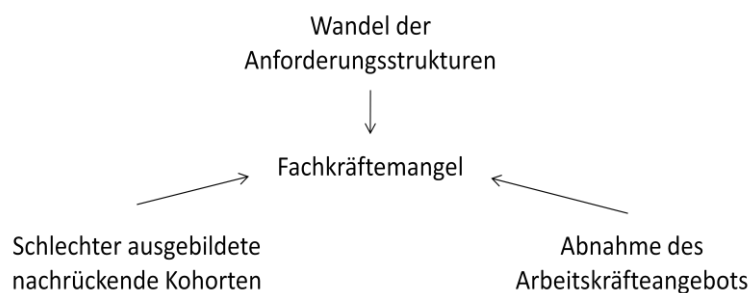 Wandel der
Anforderungsstrukturen
Fachkräftemangel
Schlechter ausgebildete
nachrückende Kohorten
Abnahme des
Arbeitskräfteangebots